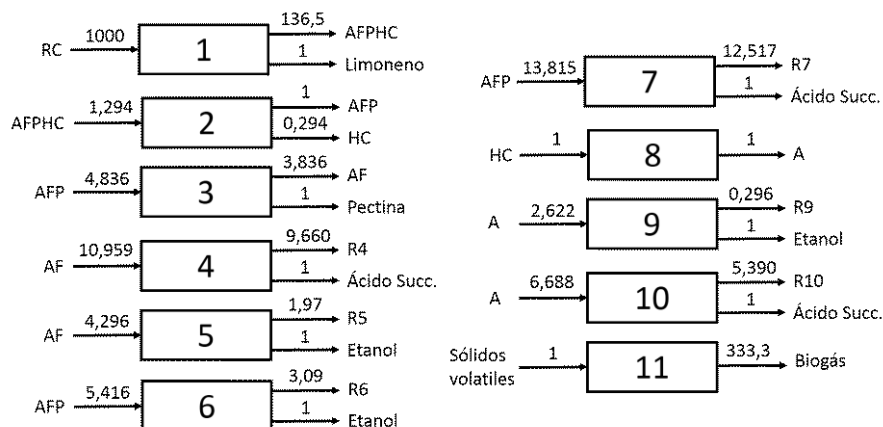 RC 1000 1 136,5 AFPHC
1 Limoneno
AFPHC 1,294 2 1 AFP
0,294 HC
AFP 4,836 3 3,836 AF
1 Pectina
AF 10,959 4 9,660 R4
1 Ácido Succ.
AF 4,296 5 1,97 R5
1 Etanol
AFP 5,416 6 3,09 R6
1 Etanol
AFP 13,815 7 12,517 R7
1 Ácido Succ.
HC 1 8 1 A
A 2,622 9 0,296 R9
1 Etanol
A 6,688 10 5,390 R10
1 Ácido Succ.
Sólidos
volatiles 1 11 333,3 Biogás